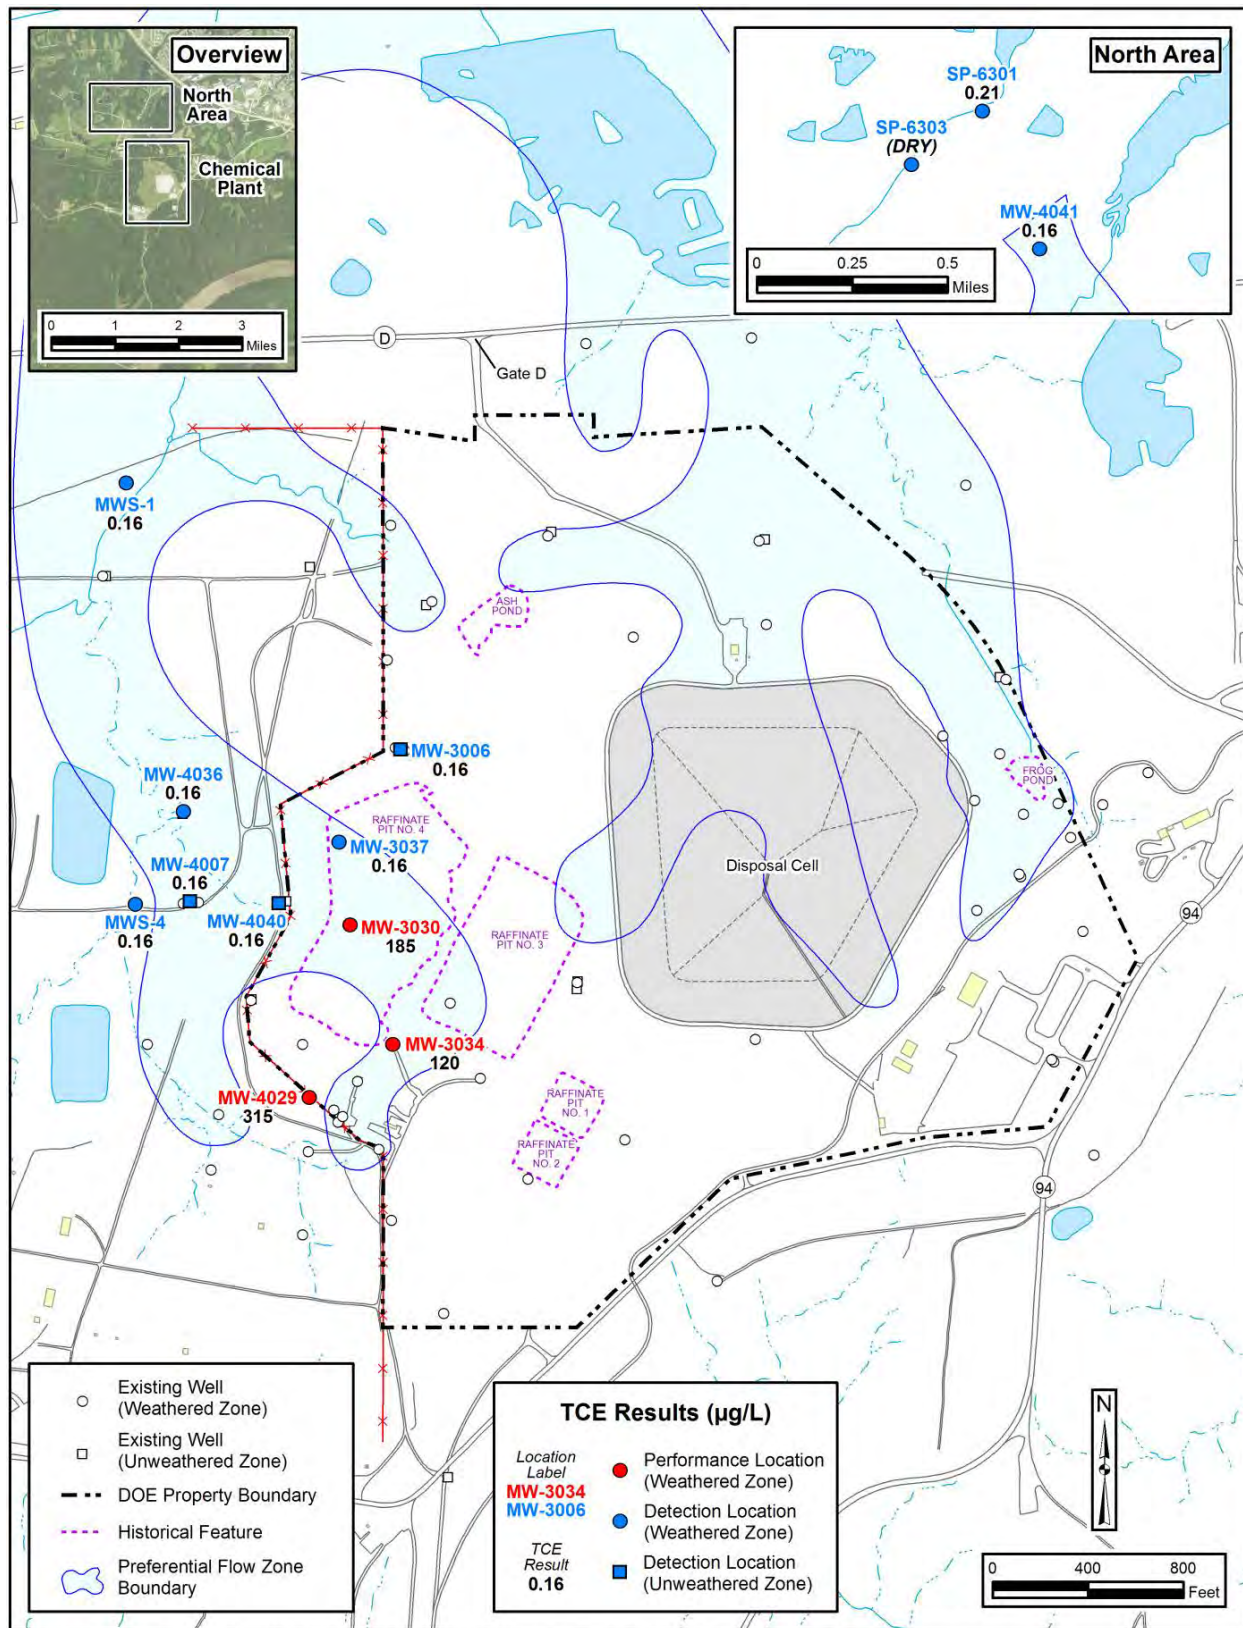 Overview
North
Area
Chemical
Plant
0 1 2 3
Miles
North Area
SP-6301
0.21
SP-6303
(DRY)
MW-4041
0.16
0 0.25 0.5
Miles
D
Gate D
MWS-1
0.16
ASH
POND
MW-3006
0.16
MW-4036
0.16
RAFFINATE
PIT NO. 4
MW-3037
0.16
FROG
POND
MW-4007
0.16
MWS-4
0.16
MW-4040
0.16
Disposal Cell
94
MW-3030
185
RAFFINATE
PIT NO. 3
MW-3034
120
MW-4029
315
RAFFINATE
PIT
NO. 1
RAFFINATE
PIT
NO. 2
94
Existing Well
(Weathered Zone)
Existing Well
(Unweathered Zone)
DOE Property Boundary
Historical Feature
Preferential Flow Zone
Boundary
TCE Results (µg/L)
Location
Label
MW-3034
MW-3006
TCE
Result
0.16
Performance Location
(Weathered Zone)
Detection Location
(Weathered Zone)
Detection Location
(Unweathered Zone)
N
0 400 800
Feet